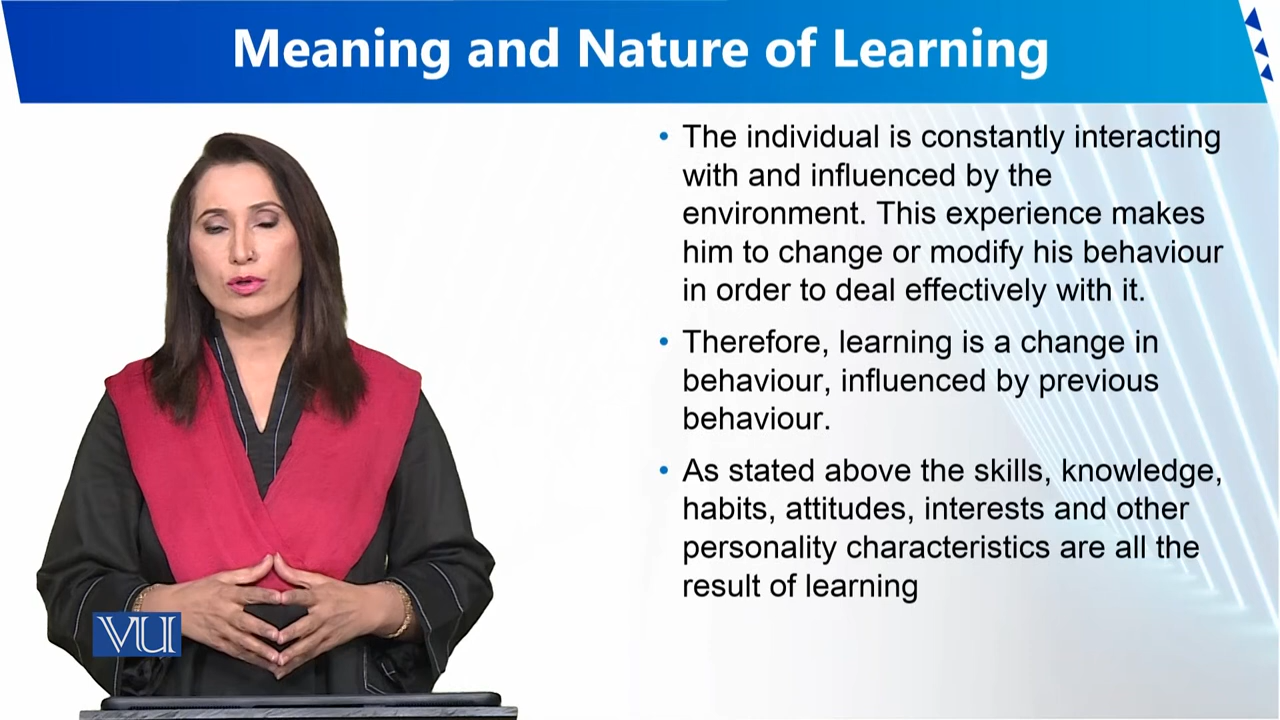 Meaning and Nature of Learning
• The individual is constantly interacting
with and influenced by the
environment. This experience makes
him to change or modify his behaviour
in order to deal effectively with it.
• Therefore, learning is a change in
behaviour, influenced by previous
behaviour.
• As stated above the skills, knowledge,
habits, attitudes, interests and other
personality characteristics are all the
result of learning
VU